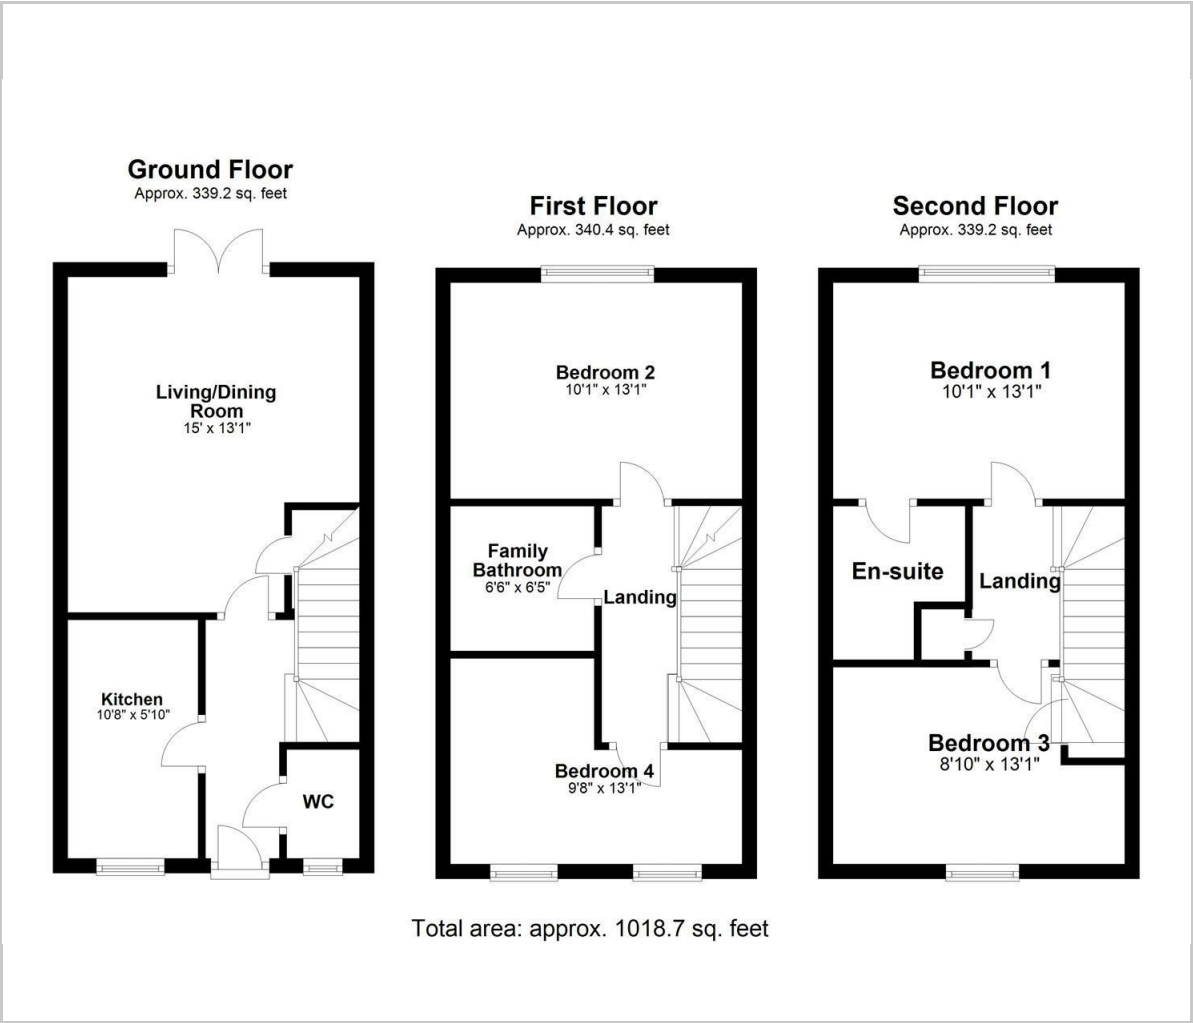 Ground Floor
Approx. 339.2 sq. feet
Living/Dining
Room
15' x 13'1"
Kitchen
10'8" x 5'10"
WC
First Floor
Approx. 340.4 sq. feet
Bedroom 2
10'1" x 13'1"
Family
Bathroom
6'6" x 6'5"
Landing
Bedroom 4
9'8" x 13'1"
Second Floor
Approx. 339.2 sq. feet
Bedroom 1
10'1" x 13'1"
En-suite
Landing
Bedroom 3
8'10" x 13'1"
Total area: approx. 1018.7 sq. feet